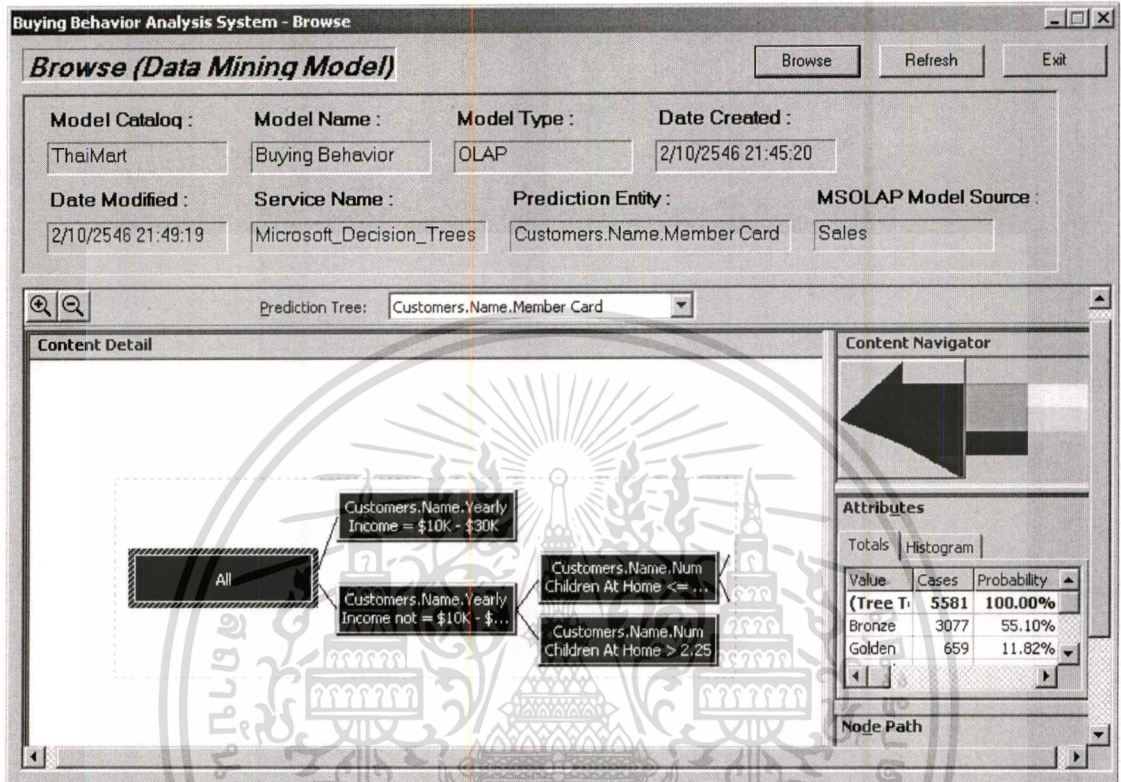 Buying Behavior Analysis System - Browse
Browse (Data Mining Model)
Browse
Refresh
Exit
Model Catalog :
Model Name :
Model Type :
Date Created :
ThaiMart
Buying Behavior
OLAP
2/10/2546 21:45:20
Date Modified :
Service Name :
Prediction Entity :
MSOLAP Model Source :
2/10/2546 21:49:19
Microsoft_Decision_Trees
Customers.Name.Member Card
Sales
Prediction Tree:
Customers.Name.Member Card
Content Detail
All
Customers.Name.Yearly
Income = $10K - $30K
Customers.Name.Yearly
Income not = $10K - $...
Customers.Name.Num
Children At Home <= ...
Customers.Name.Num
Children At Home > 2.25
Content Navigator
Attributes
Totals
Histogram
Value Cases Probability
(Tree T 5581 100.00%
Bronze 3077 55.10%
Golden 659 11.82%
Node Path